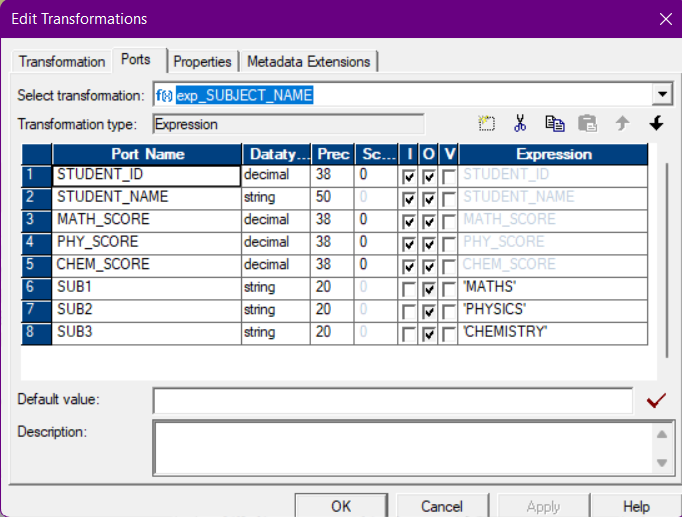 Edit Transformations
Transformation Ports Properties Metadata Extensions
Select transformation: f(x) exp_SUBJECT_NAME
Transformation type: Expression
Port Name Dataty... Prec Sc... I O V Expression
1 STUDENT_ID decimal 38 0 STUDENT_ID
2 STUDENT_NAME string 50 0 STUDENT_NAME
3 MATH_SCORE decimal 38 0 MATH_SCORE
4 PHY_SCORE decimal 38 0 PHY_SCORE
5 CHEM_SCORE decimal 38 0 CHEM_SCORE
6 SUB1 string 20 0 'MATHS'
7 SUB2 string 20 0 'PHYSICS'
8 SUB3 string 20 0 'CHEMISTRY'
Default value:
Description:
OK Cancel Apply Help